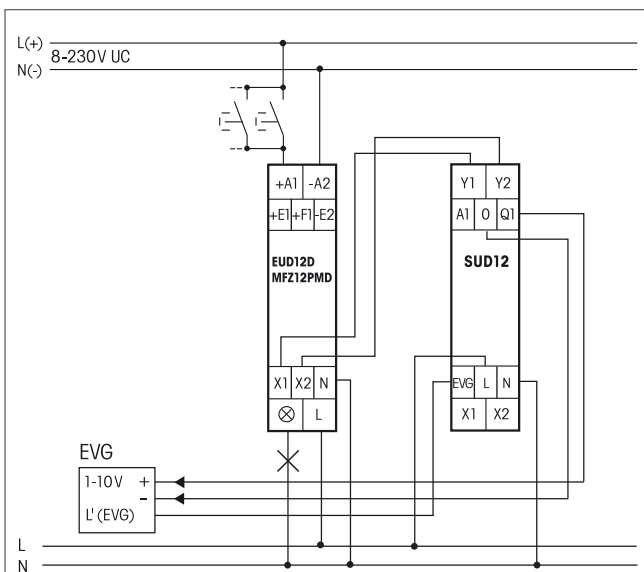 L(+)
8-230V UC
N(-)
+A1 -A2
+E1 +F1 -E2
EUD12D
MFZ12PMD
X1 X2 N
L
Y1 Y2
A1 0 Q1
SUD12
EVG L N
X1 X2
EVG
1-10V +
-
L' (EVG)
L
N